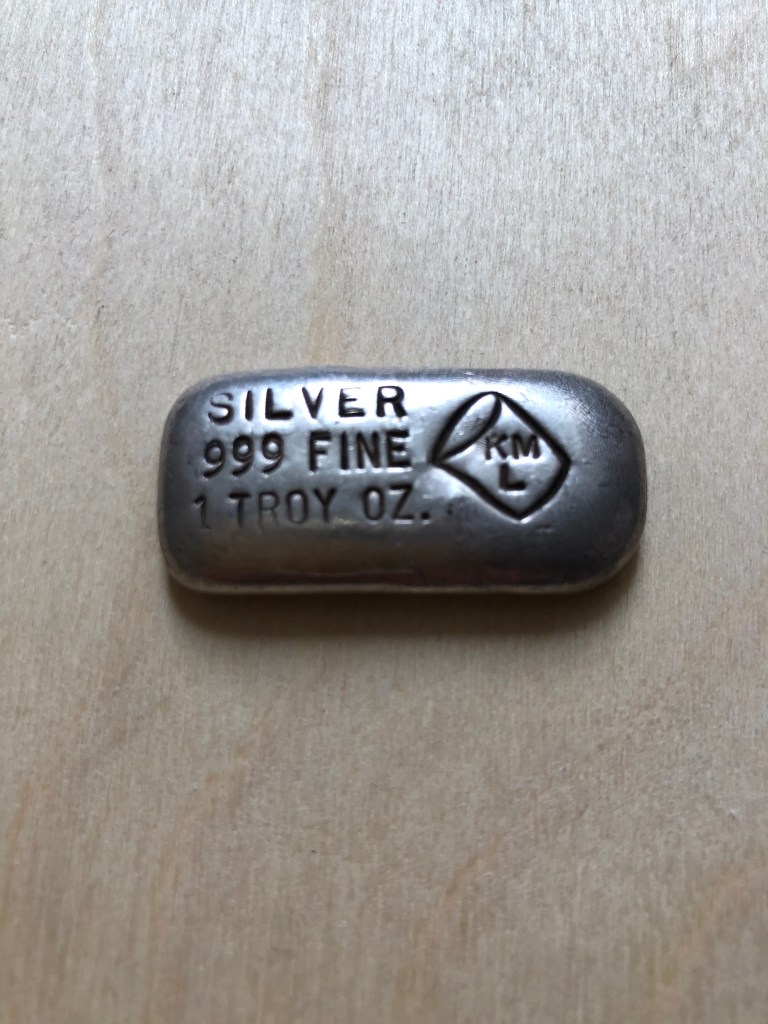 SILVER
999 FINE
1 TROY OZ.
KM
L